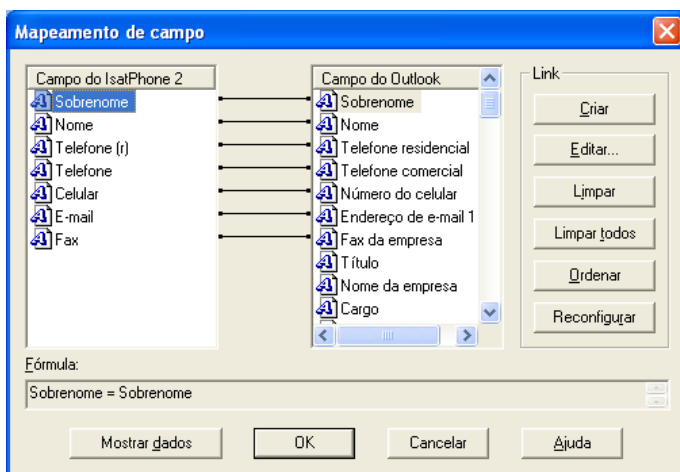 Mapeamento de campo
Campo do IsatPhone 2
Sobrenome
Nome
Telefone (r)
Telefone
Celular
E-mail
Fax
Campo do Outlook
Sobrenome
Nome
Telefone residencial
Telefone comercial
Número do celular
Endereço de e-mail 1
Fax da empresa
Título
Nome da empresa
Cargo
Link
Criar
Editar...
Limpar
Limpar todos
Ordenar
Reconfigurar
Fórmula:
Sobrenome = Sobrenome
Mostrar dados
OK
Cancelar
Ajuda